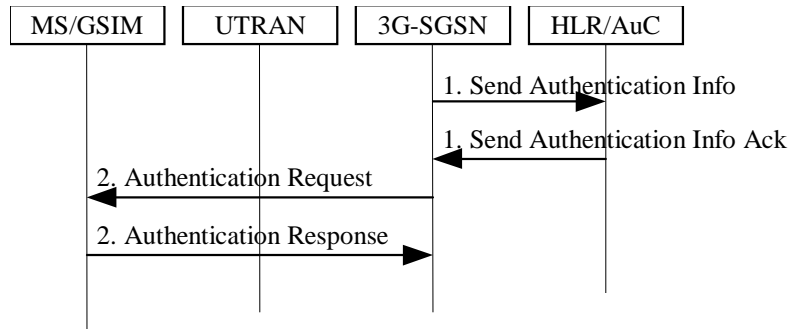 MS/GSIM UTRAN 3G-SGSN HLR/AuC
1. Send Authentication Info
1. Send Authentication Info Ack
2. Authentication Request
2. Authentication Response